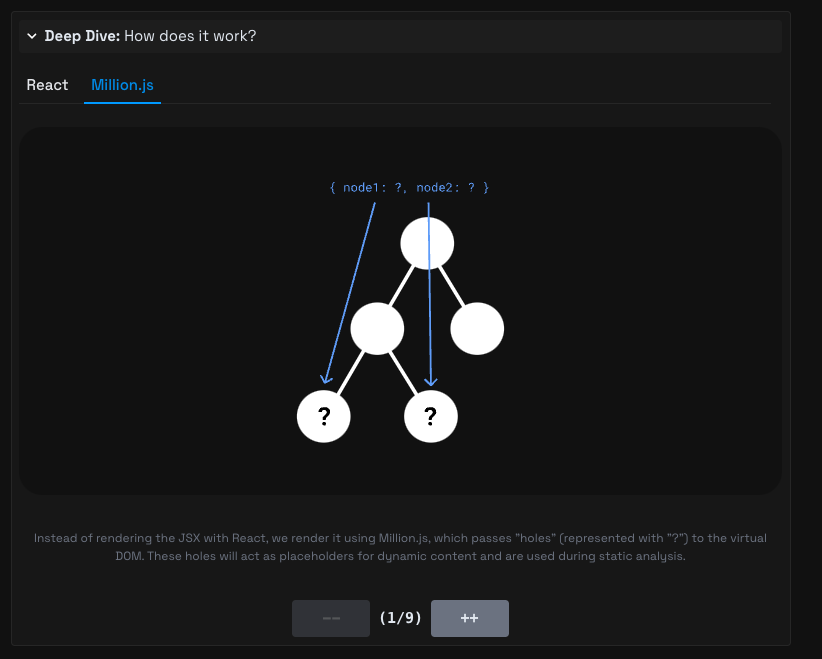 Deep Dive: How does it work?
React Million.js
{ node1: ?, node2: ? }
? ?
Instead of rendering the JSX with React, we render it using Million.js, which passes "holes" (represented with "?") to the virtual
DOM. These holes will act as placeholders for dynamic content and are used during static analysis.
-- (1/9) ++